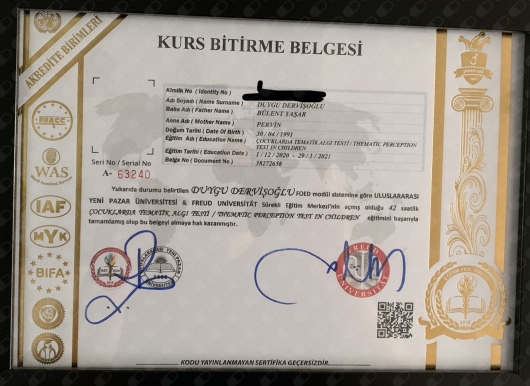 AKREDİTE BİRİMLERİ
KURS BİTİRME BELGESİ
Kimlik No ( Identity No )
Adı Soyadı ( Name Surname ) DUYGU DERVİŞOĞLU
Baba Adı ( Father Name ) BÜLENT YAŞAR
Anne Adı ( Mother Name ) PERVİN
Doğum Tarihi ( Date Of Birth ) 30 / 04 / 1991
Eğitim Adı ( Education Name ) ÇOCUKLARDA TEMATİK ALGI TESTİ / THEMATIC PERCEPTION
TEST IN CHILDREN
Eğitim Tarihi ( Education Date ) 1 / 12 / 2020 - 29 / 1 / 2021
Belge No ( Document No ) 58272658
Seri No / Serial No
A- 63240
Yukarıda durumu belirtilen DUYGU DERVİŞOĞLU FOED modül sistemine göre ULUSLARARASI
YENİ PAZAR ÜNİVERSİTESİ & FREUD UNIVERSITÄT Sürekli Eğitim Merkezi'nin açmış olduğu 42 saatlik
ÇOCUKLARDA TEMATİK ALGI TESTİ / THEMATIC PERCEPTION TEST IN CHILDREN eğitimini başarıyla
tamamlamış olup bu belgeyi almaya hak kazanmıştır.
WAS
IAF
MYK
BIFA
KODU YAYINLANMAYAN SERTİFİKA GEÇERSİZDİR.